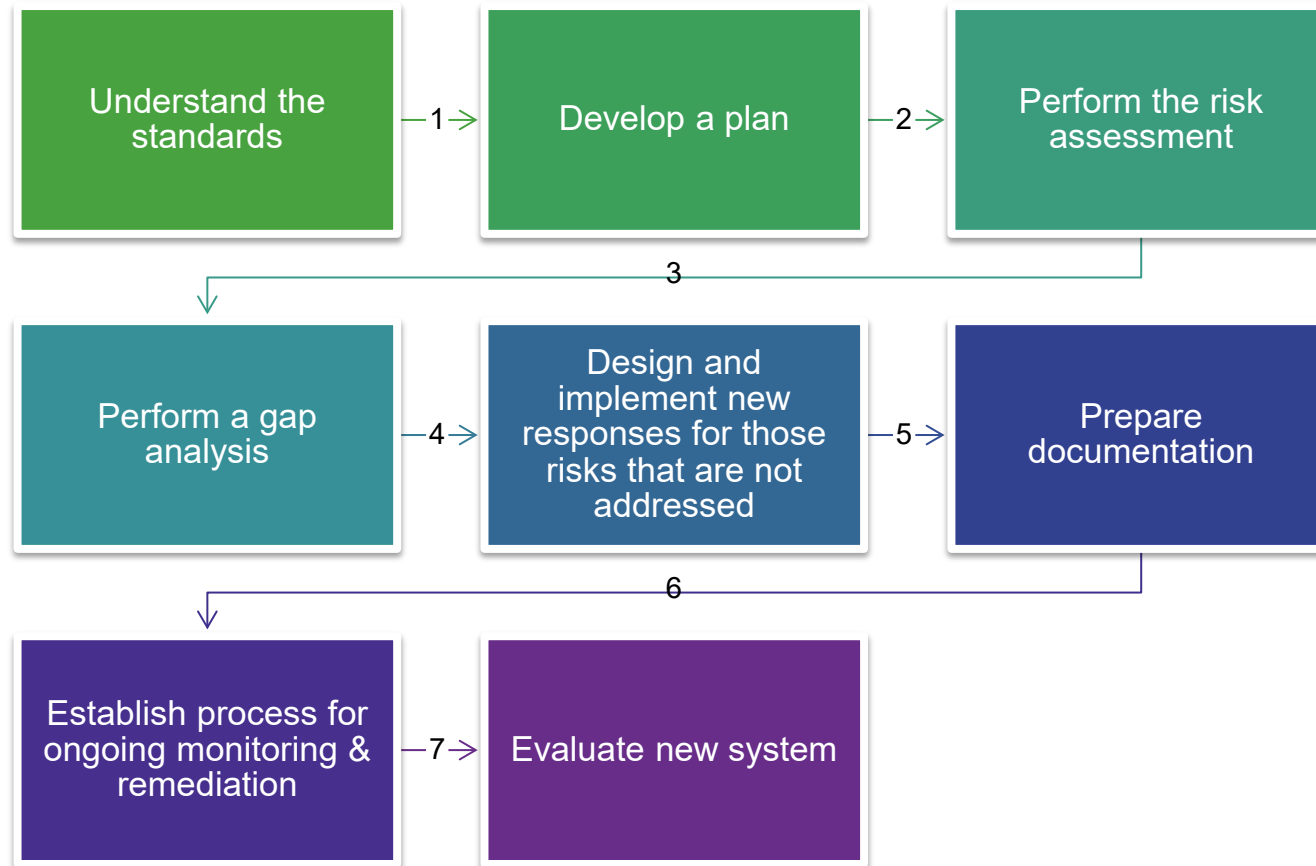 Understand the
standards
1
Develop a plan
2
Perform the risk
assessment
3
Perform a gap
analysis
4
Design and
implement new
responses for those
risks that are not
addressed
5
Prepare
documentation
6
Establish process for
ongoing monitoring &
remediation
7
Evaluate new system